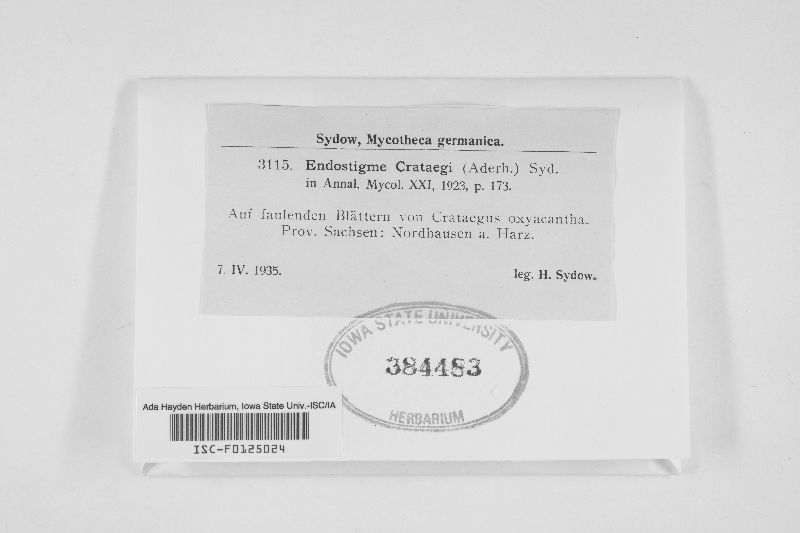 Sydow, Mycotheca germanica.
3115. Endostigme Crataegi (Aderh.) Syd.
in Annal. Mycol. XXI, 1923, p. 173.
Auf faulenden Blättern von Crataegus oxyacantha.
Prov. Sachsen: Nordhausen a. Harz.
7. IV. 1935. leg. H. Sydow.
IOWA STATE UNIVERSITY
384483
HERBARIUM
Ada Hayden Herbarium, Iowa State Univ.-ISC/IA
ISC-F0125024